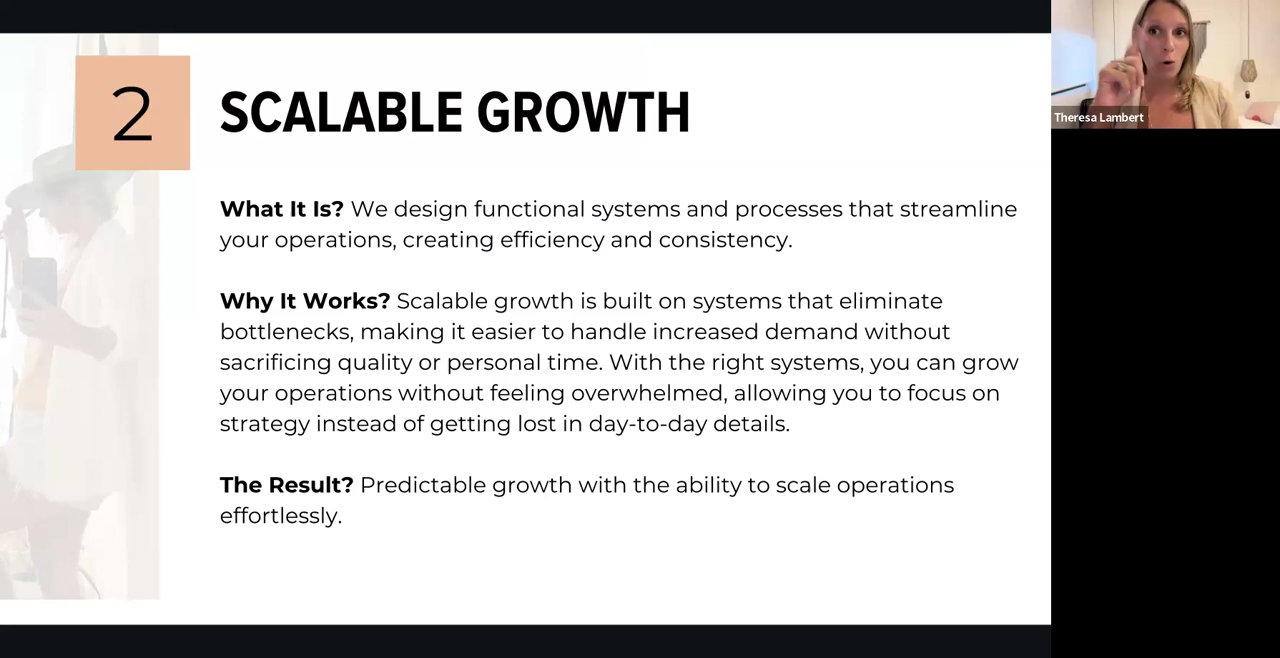 2
SCALABLE GROWTH
What It Is? We design functional systems and processes that streamline
your operations, creating efficiency and consistency.
Why It Works? Scalable growth is built on systems that eliminate
bottlenecks, making it easier to handle increased demand without
sacrificing quality or personal time. With the right systems, you can grow
your operations without feeling overwhelmed, allowing you to focus on
strategy instead of getting lost in day-to-day details.
The Result? Predictable growth with the ability to scale operations
effortlessly.
Theresa Lambert